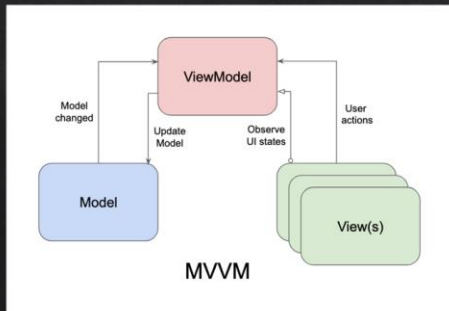 ViewModel
Model
changed
Update
Model
Observe
UI states
User
actions
Model
View(s)
MVVM